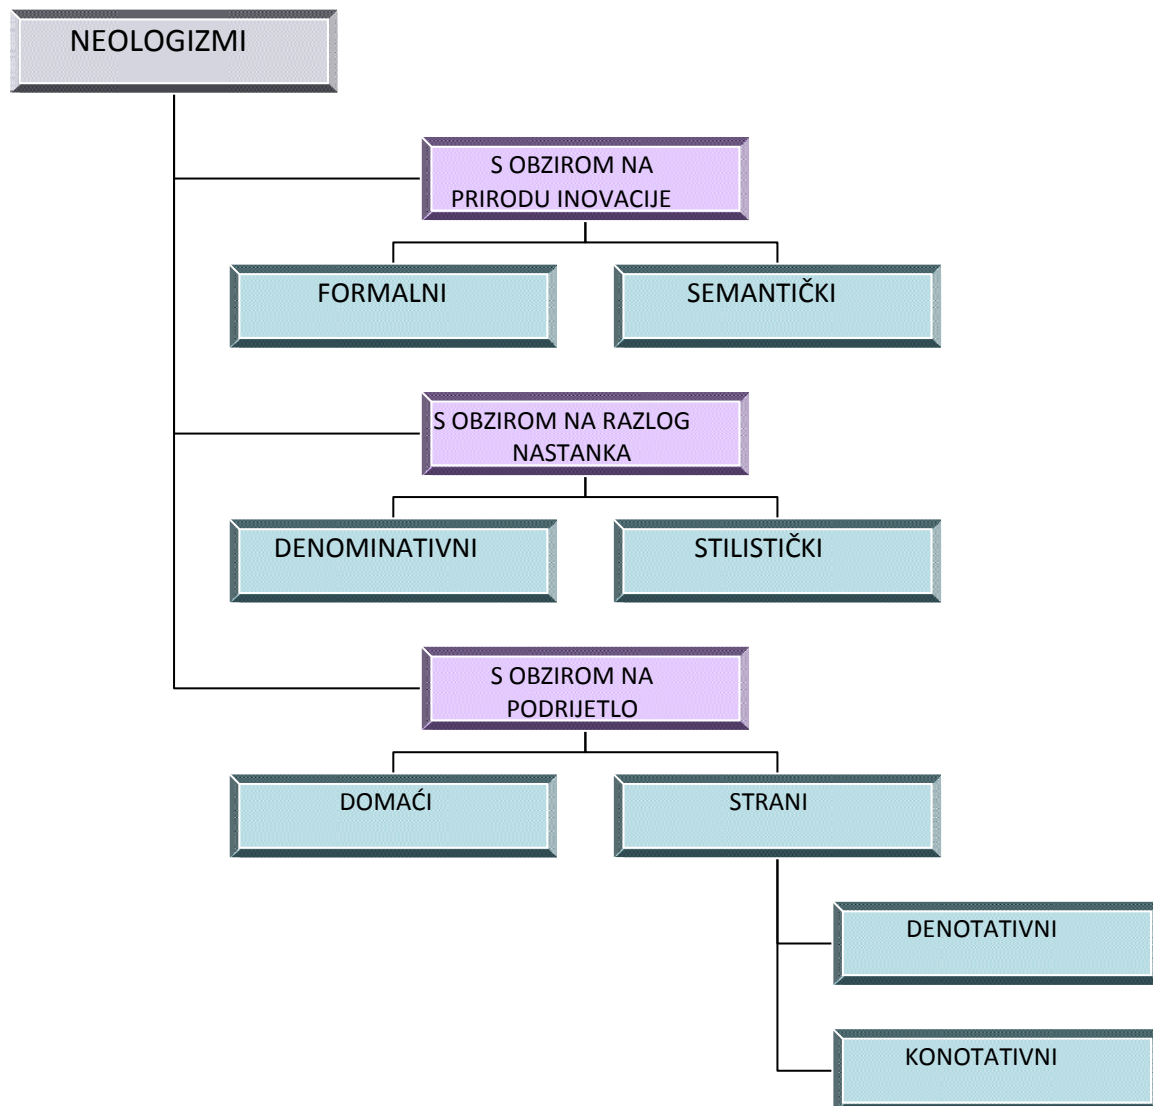 NEOLOGIZMI
S OBZIROM NA
PRIRODU INOVACIJE
FORMALNI
SEMANTIČKI
S OBZIROM NA RAZLOG
NASTANKA
DENOMINATIVNI
STILISTIČKI
S OBZIROM NA
PODRIJETLO
DOMAĆI
STRANI
DENOTATIVNI
KONOTATIVNI